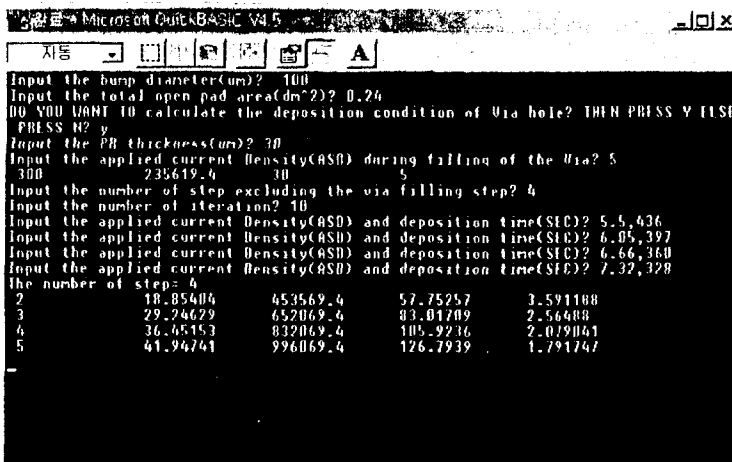 완료 - Microsoft QuickBASIC V4.5
자동
A
Input the bump diameter(um)? 100
Input the total open pad area(dm^2)? 0.24
DO YOU WANT TO calculate the deposition condition of Via hole? THEN PRESS Y ELSE
PRESS N? y
Input the PR thickness(um)? 30
Input the applied current Density(ASD) during filling of the Via? 5
300 235619.4 30 5
Input the number of step excluding the via filling step? 4
Input the number of iteration? 10
Input the applied current Density(ASD) and deposition time(SEC)? 5.5,436
Input the applied current Density(ASD) and deposition time(SEC)? 6.05,397
Input the applied current Density(ASD) and deposition time(SEC)? 6.66,360
Input the applied current Density(ASD) and deposition time(SEC)? 7.32,328
The number of step= 4
2 18.85404 453569.4 57.75257 3.591188
3 29.24629 652069.4 83.01709 2.56488
4 36.45153 832069.4 105.9236 2.079041
5 41.94741 996069.4 126.7939 1.791747